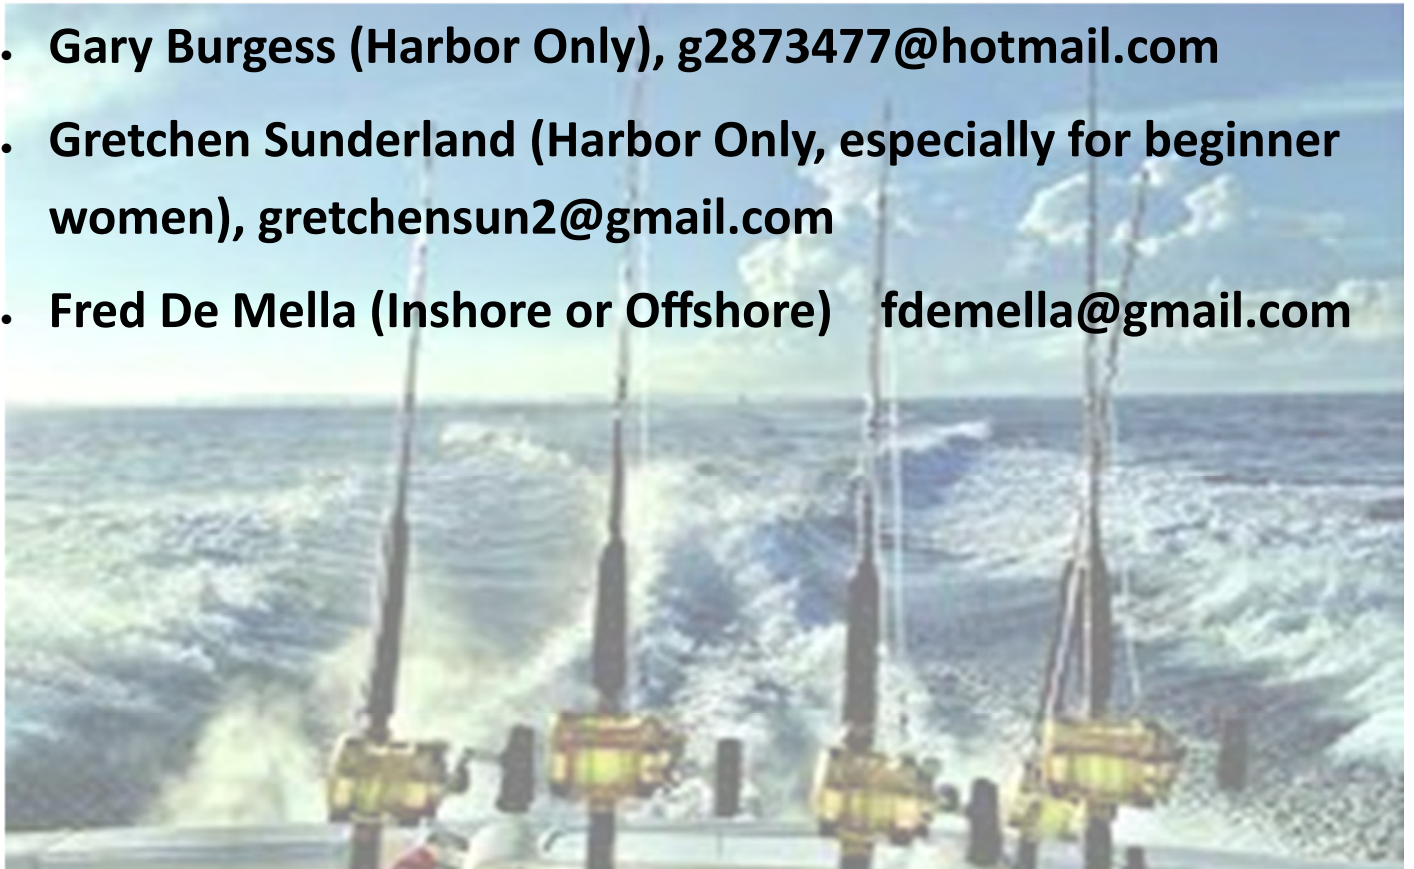 • Gary Burgess (Harbor Only), g2873477@hotmail.com
• Gretchen Sunderland (Harbor Only, especially for beginner
women), gretchensun2@gmail.com
• Fred De Mella (Inshore or Offshore)    fdemella@gmail.com